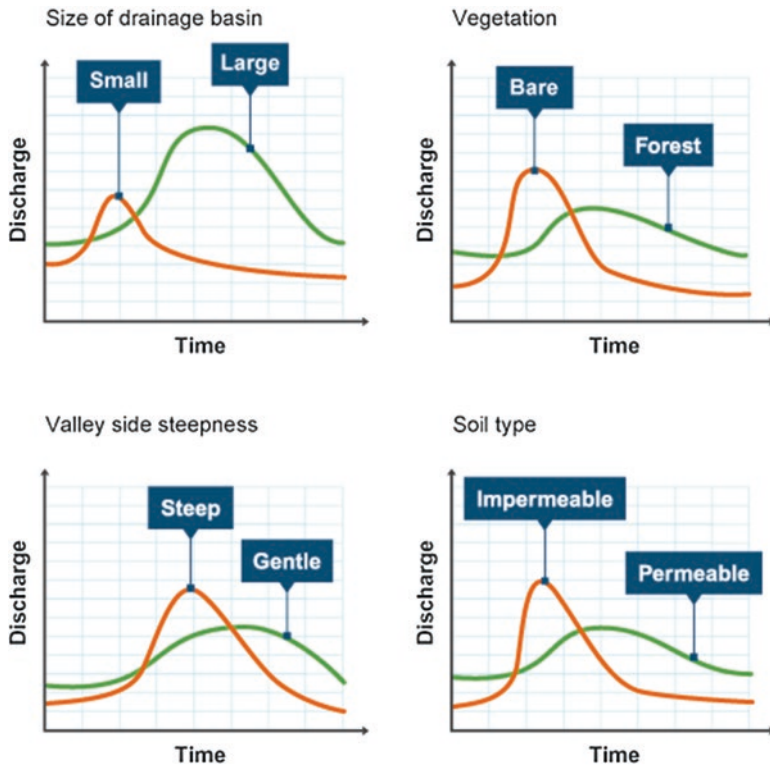 Size of drainage basin
Small
Large
Discharge
Time
Vegetation
Bare
Forest
Discharge
Time
Valley side steepness
Steep
Gentle
Discharge
Time
Soil type
Impermeable
Permeable
Discharge
Time